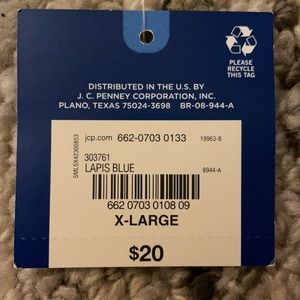 PLEASE
RECYCLE
THIS TAG
DISTRIBUTED IN THE U.S. BY
J. C. PENNEY CORPORATION, INC.
PLANO, TEXAS 75024-3698 BR-08-944-A
jcp.com 662-0703 0133 19963-8
303761
LAPIS BLUE 8944-A
SMLSX42300853
662 0703 0108 09
X-LARGE
$20